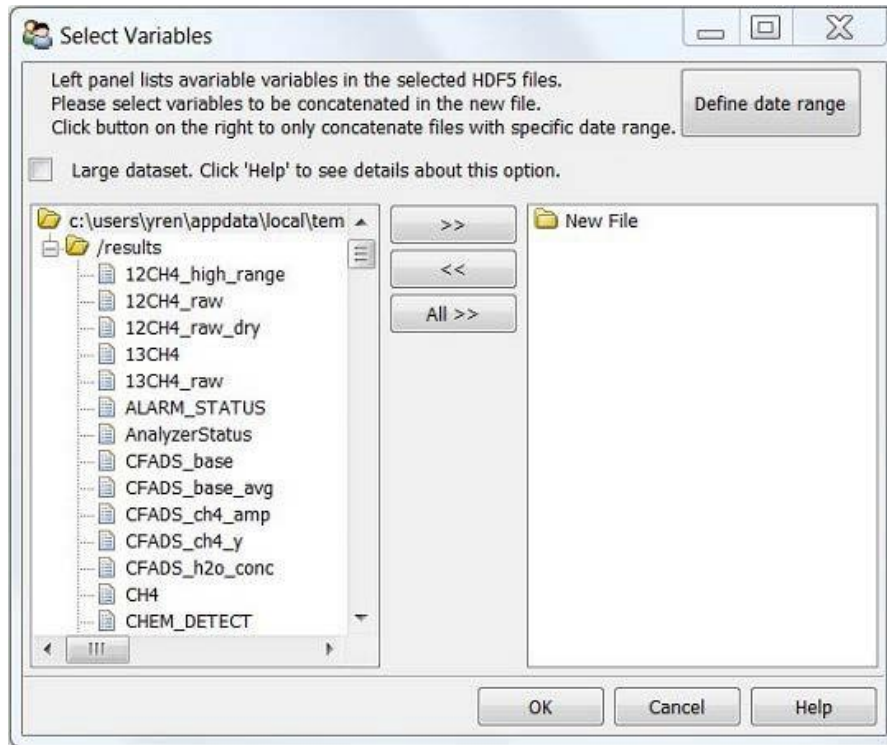 Select Variables
Left panel lists avariable variables in the selected HDF5 files.
Please select variables to be concatenated in the new file.
Click button on the right to only concatenate files with specific date range.
Define date range
Large dataset. Click 'Help' to see details about this option.
c:\users\yren\appdata\local\tem
/results
12CH4_high_range
12CH4_raw
12CH4_raw_dry
13CH4
13CH4_raw
ALARM_STATUS
AnalyzerStatus
CFADS_base
CFADS_base_avg
CFADS_ch4_amp
CFADS_ch4_y
CFADS_h2o_conc
CH4
CHEM_DETECT
>>
<<
All >>
New File
OK
Cancel
Help